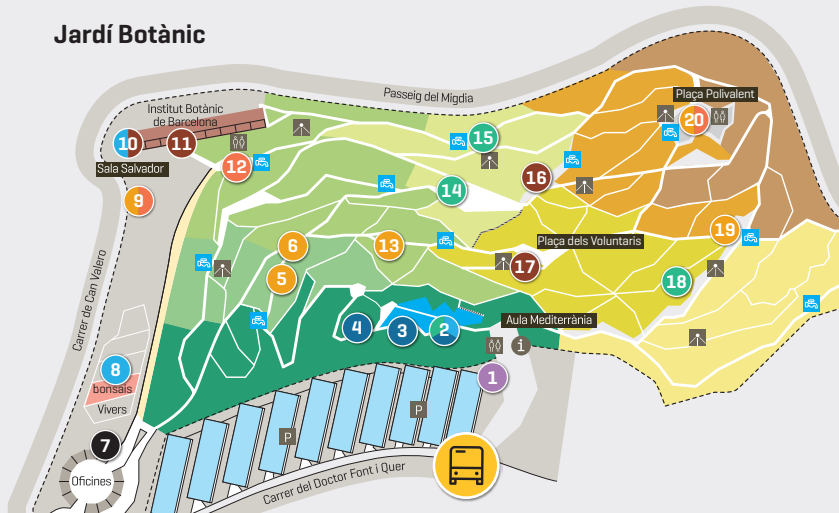 Jardí Botànic
Passeig del Migdia
Institut Botànic
de Barcelona
Plaça Polivalent
20
15
10
11
Sala Salvador
12
16
14
9
19
6
13
Plaça dels Voluntaris
5
17
18
Carrer de Can Valero
4
3
2
Aula Mediterrània
i
8
1
bonsais
Vivers
P
P
7
Oficines
Carrer del Doctor Font i Quer